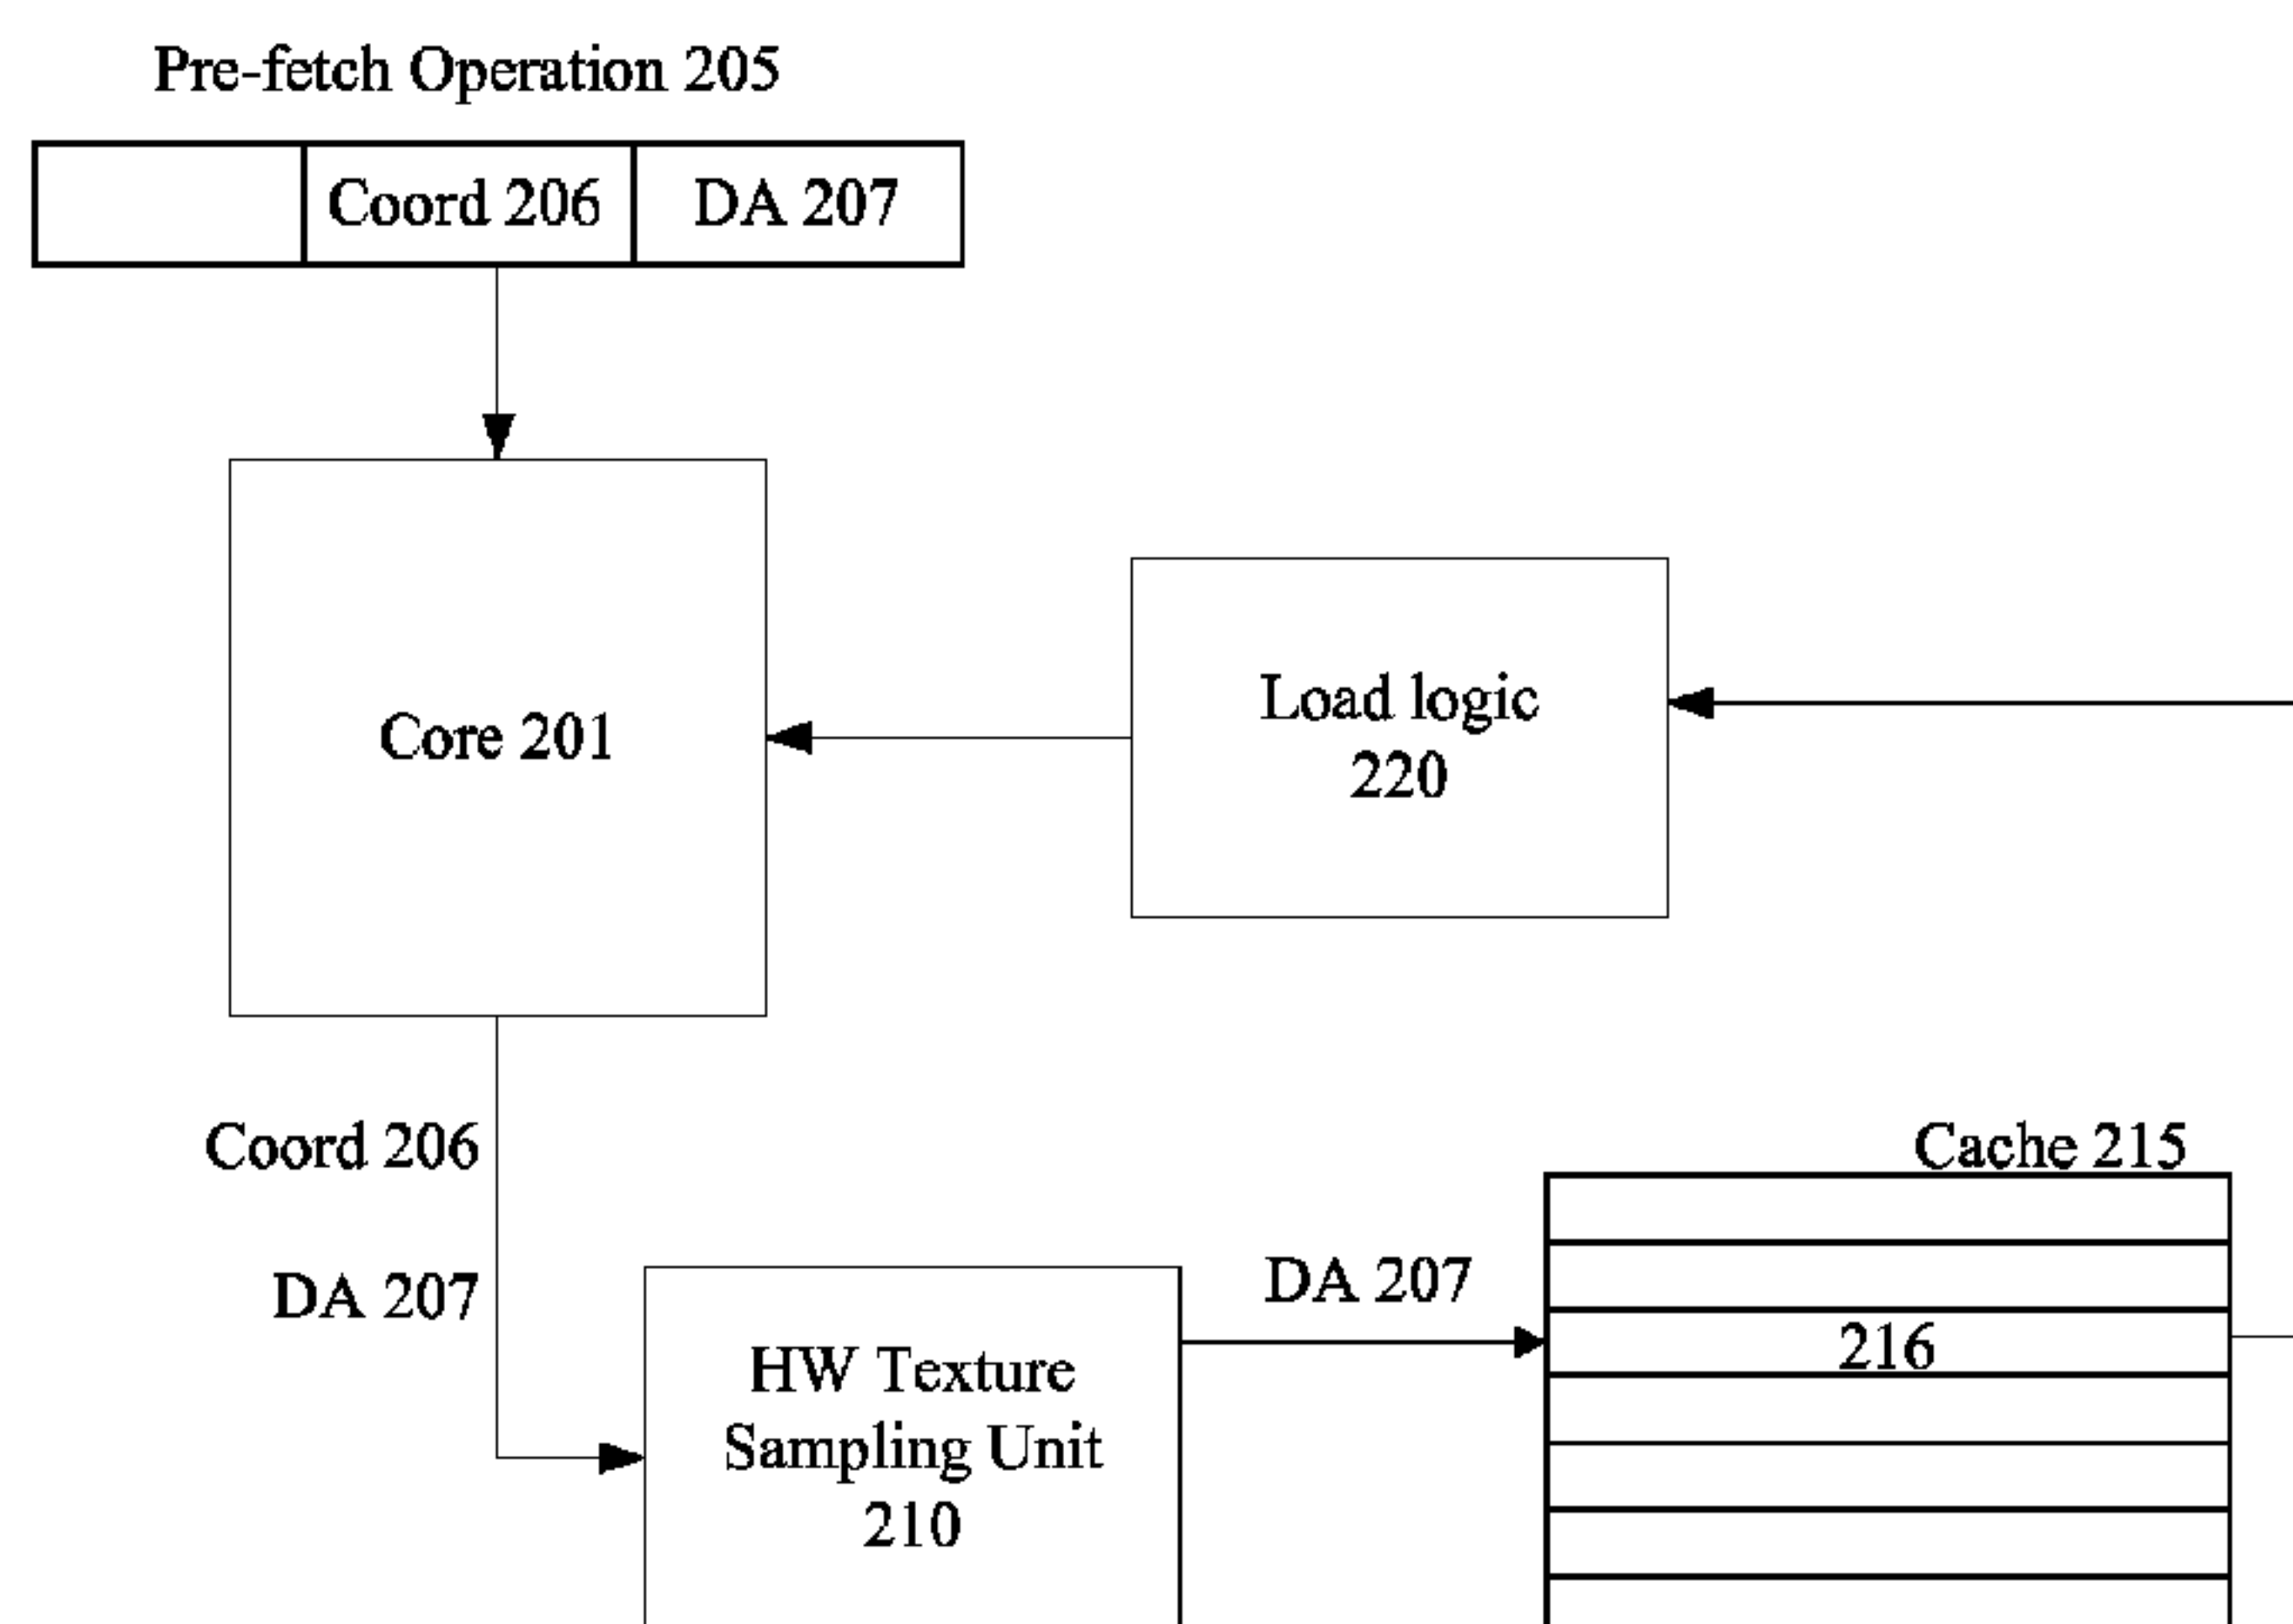 Pre-fetch Operation 205
Coord 206
DA 207
Core 201
Load logic
220
Coord 206
DA 207
HW Texture
Sampling Unit
210
DA 207
Cache 215
216